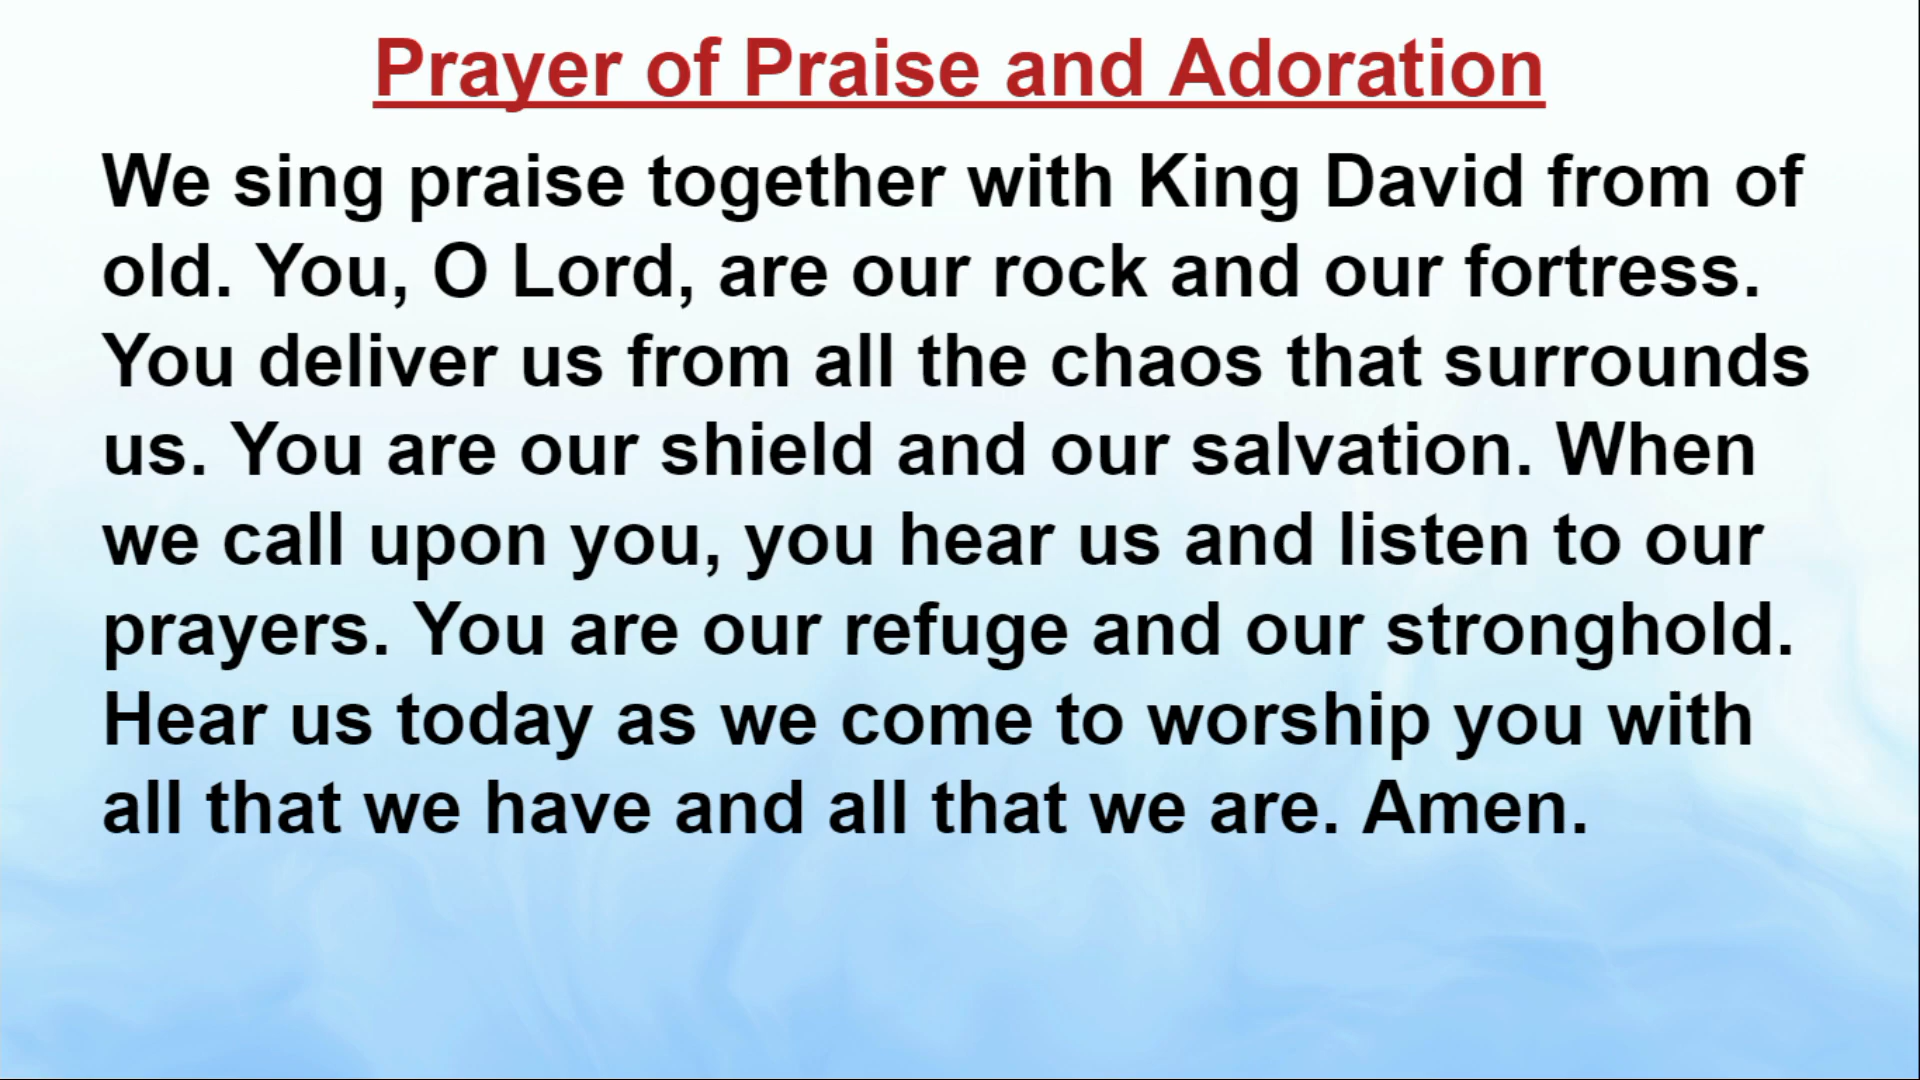 Prayer of Praise and Adoration
We sing praise together with King David from of
old. You, O Lord, are our rock and our fortress.
You deliver us from all the chaos that surrounds
us. You are our shield and our salvation. When
we call upon you, you hear us and listen to our
prayers. You are our refuge and our stronghold.
Hear us today as we come to worship you with
all that we have and all that we are. Amen.